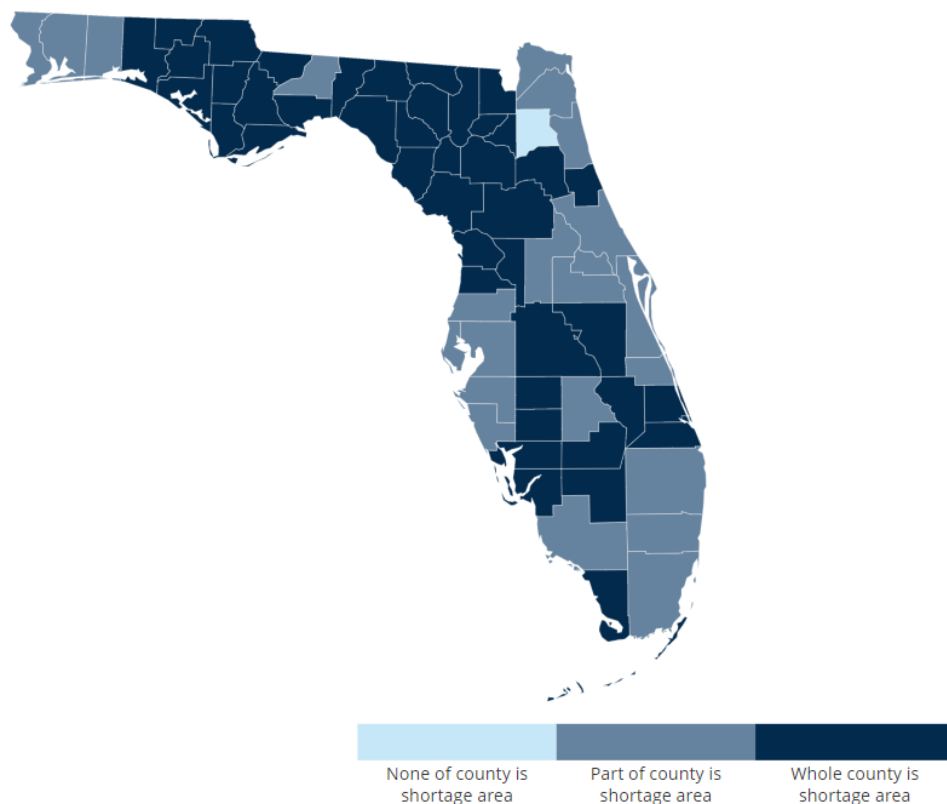 None of county is
shortage area
Part of county is
shortage area
Whole county is
shortage area